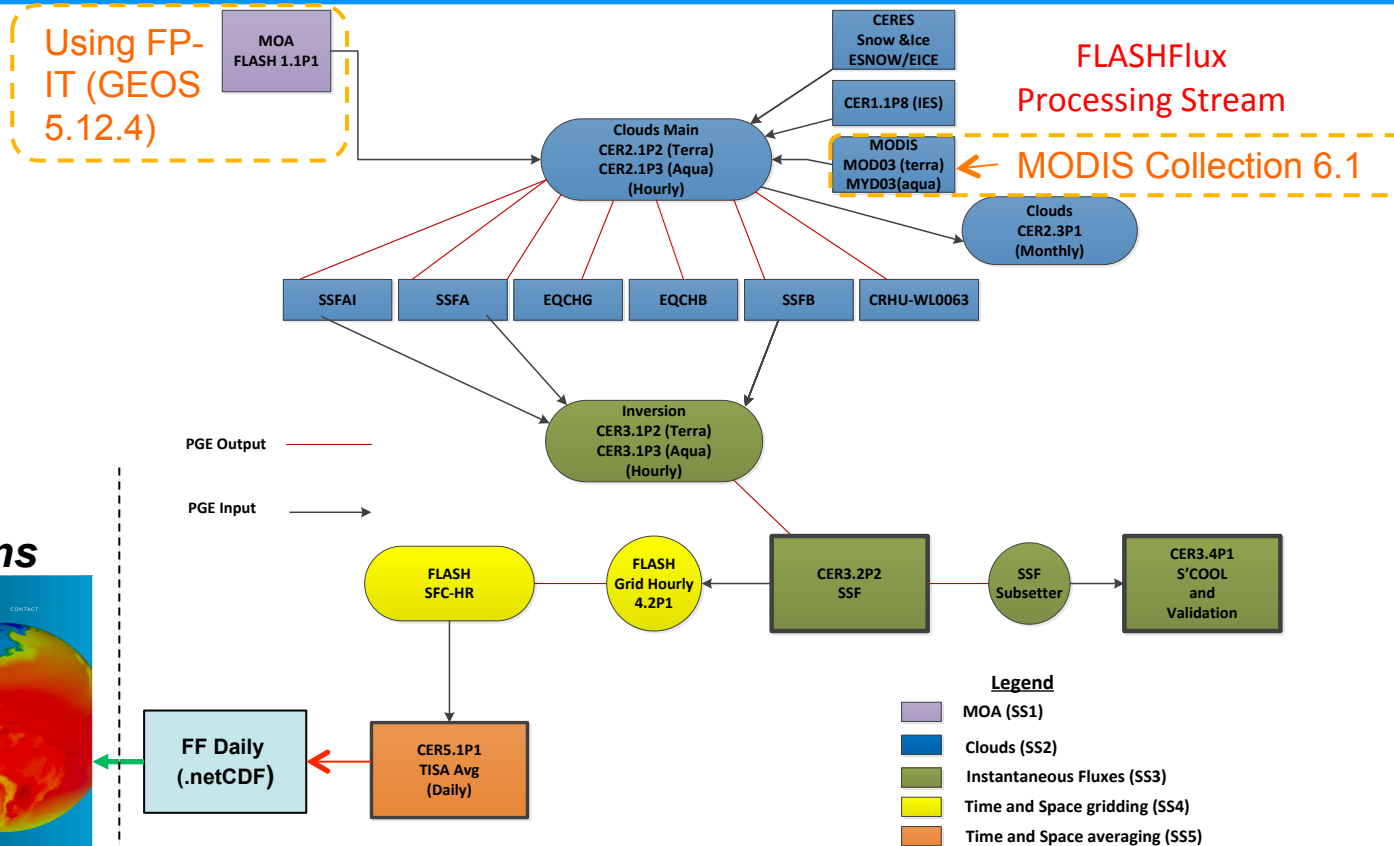 Using FP-
IT (GEOS
5.12.4)
MOA
FLASH 1.1P1
CERES
Snow &Ice
ESNOW/EICE
FLASHFlux
Processing Stream
CER1.1P8 (IES)
Clouds Main
CER2.1P2 (Terra)
CER2.1P3 (Aqua)
(Hourly)
MODIS
MOD03 (terra)
MYD03(aqua)
MODIS Collection 6.1
Clouds
CER2.3P1
(Monthly)
SSFAI
SSFA
EQCHG
EQCHB
SSFB
CRHU-WL0063
Inversion
CER3.1P2 (Terra)
CER3.1P3 (Aqua)
(Hourly)
PGE Output
PGE Input
ns
CONTACT
FLASH
SFC-HR
FLASH
Grid Hourly
4.2P1
CER3.2P2
SSF
SSF
Subsetter
CER3.4P1
S’COOL
and
Validation
FF Daily
(.netCDF)
CER5.1P1
TISA Avg
(Daily)
Legend
MOA (SS1)
Clouds (SS2)
Instantaneous Fluxes (SS3)
Time and Space gridding (SS4)
Time and Space averaging (SS5)